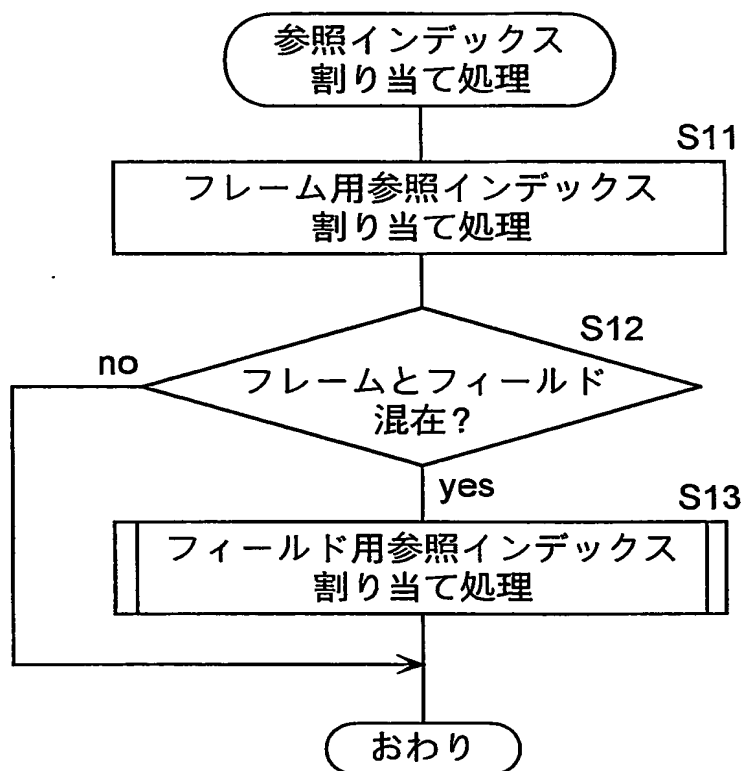 参照インデックス
割り当て処理
S11
フレーム用参照インデックス
割り当て処理
S12
no
フレームとフィールド
混在?
yes
S13
フィールド用参照インデックス
割り当て処理
おわり